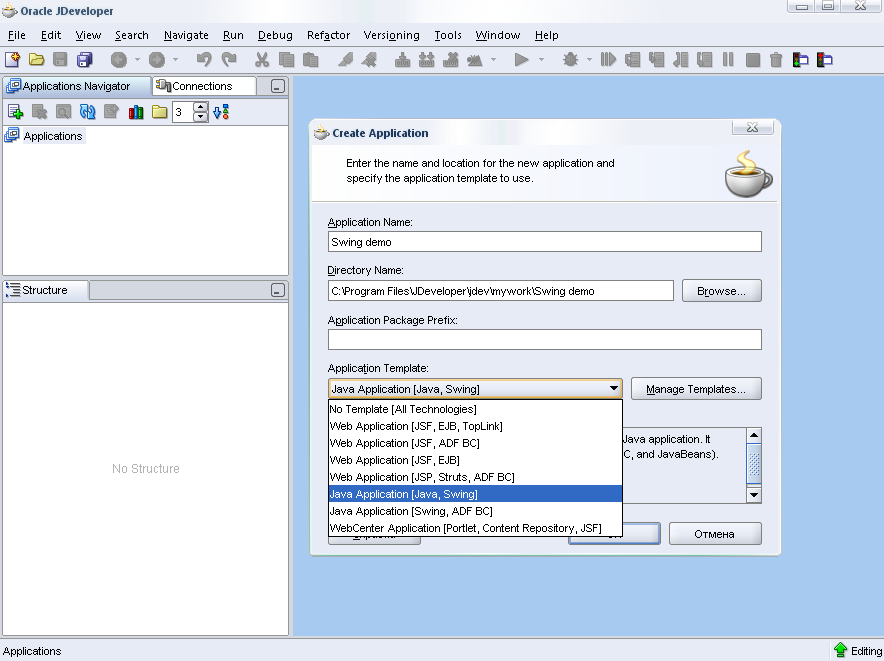 Oracle JDeveloper
File Edit View Search Navigate Run Debug Refactor Versioning Tools Window Help
Applications Navigator
Connections
3
Applications
Structure
No Structure
Create Application
Enter the name and location for the new application and
specify the application template to use.
Application Name:
Swing demo
Directory Name:
C:\Program Files\JDeveloper\jdev\mywork\Swing demo
Browse...
Application Package Prefix:
Application Template:
Java Application [Java, Swing]
Manage Templates...
No Template [All Technologies]
Web Application [JSF, EJB, TopLink]
Web Application [JSF, ADF BC]
Web Application [JSF, EJB]
Web Application [JSP, Struts, ADF BC]
Java Application [Java, Swing]
Java Application [Swing, ADF BC]
WebCenter Application [Portlet, Content Repository, JSF]
Java application. It
C, and JavaBeans).
Отмена
Applications
Editing